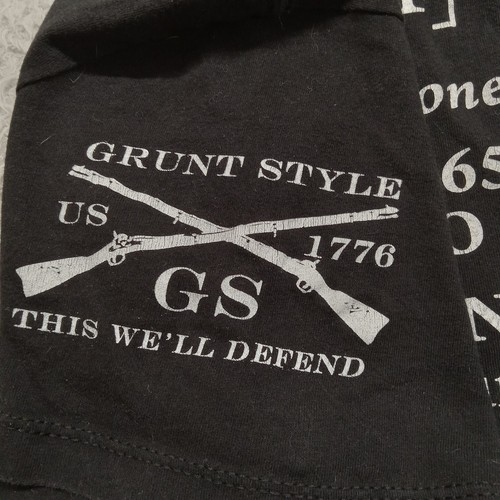 GRUNT STYLE
US
1776
GS
THIS WE'LL DEFEND
one
65